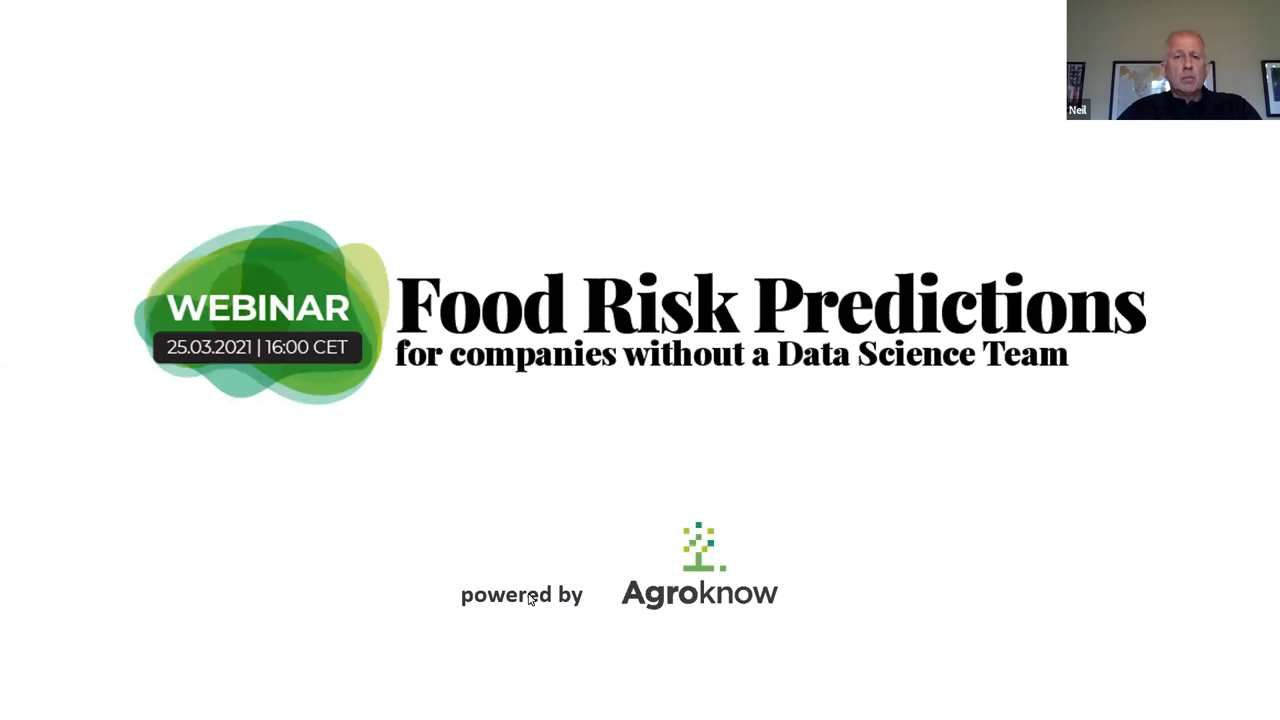 Neil
WEBINAR
25.03.2021 | 16:00 CET
Food Risk Predictions
for companies without a Data Science Team
powered by
Agroknow